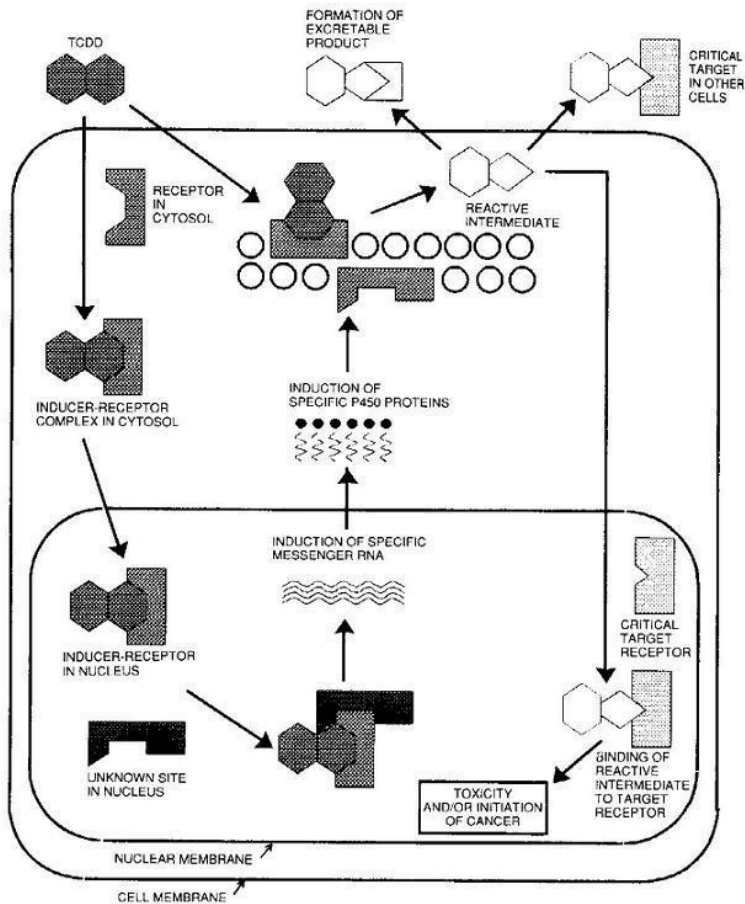 TCDD
FORMATION OF
EXCRETABLE
PRODUCT
CRITICAL
TARGET
IN OTHER
CELLS
RECEPTOR
IN
CYTOSOL
REACTIVE
INTERMEDIATE
INDUCER-RECEPTOR
COMPLEX IN CYTOSOL
INDUCTION OF
SPECIFIC P450 PROTEINS
INDUCTION OF SPECIFIC
MESSENGER RNA
CRITICAL
TARGET
RECEPTOR
INDUCER-RECEPTOR
IN NUCLEUS
UNKNOWN SITE
IN NUCLEUS
BINDING OF
REACTIVE
INTERMEDIATE
TO TARGET
RECEPTOR
TOXICITY
AND/OR INITIATION
OF CANCER
NUCLEAR MEMBRANE
CELL MEMBRANE